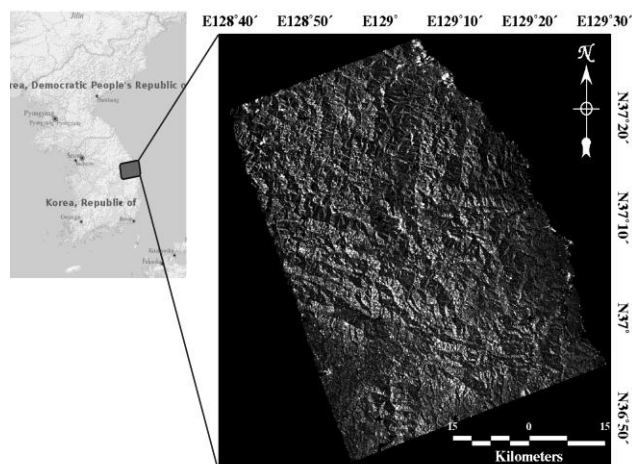 E128°40' E128°50' E129° E129°10' E129°20' E129°30'
Jilin
rea, Democratic People's Republic o
Pyongyang
Korea, Republic of
N
N37°20'
N37°10'
N37°
N36°50'
15 0 15
Kilometers